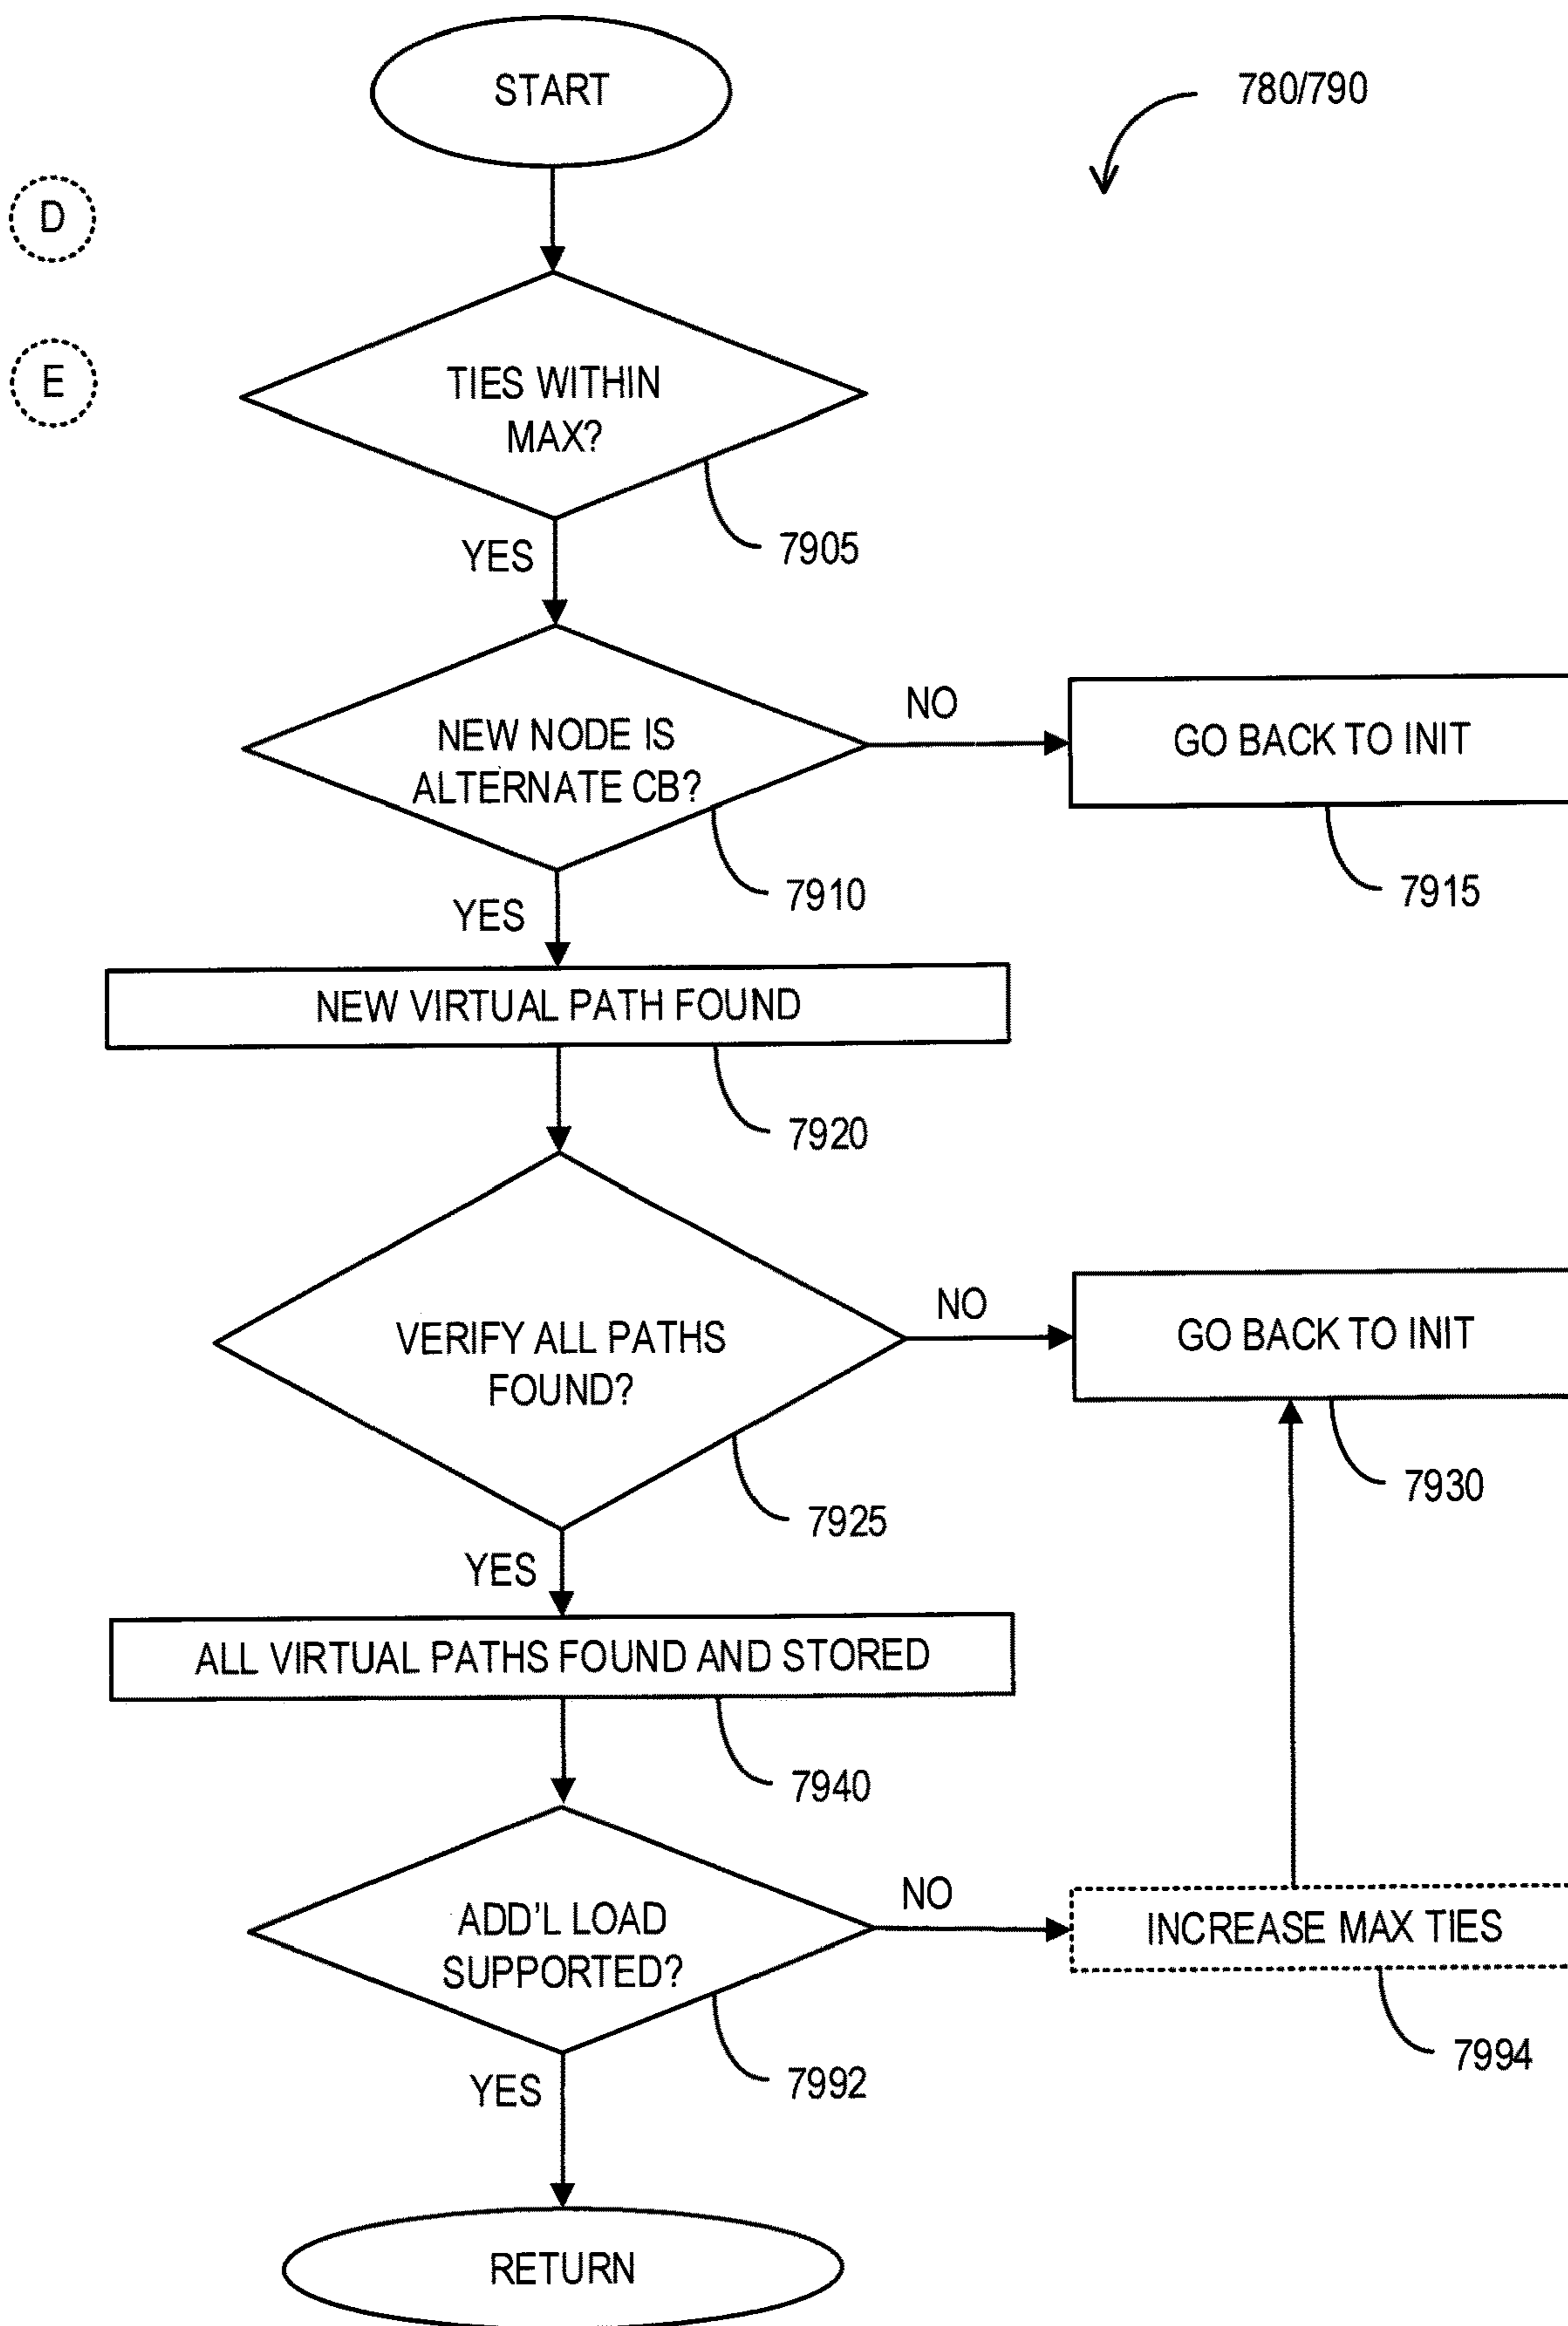 START
780/790
D
E
TIES WITHIN
MAX?
7905
YES
NEW NODE IS
ALTERNATE CB?
NO
GO BACK TO INIT
7910
7915
YES
NEW VIRTUAL PATH FOUND
7920
VERIFY ALL PATHS
FOUND?
NO
GO BACK TO INIT
7930
7925
YES
ALL VIRTUAL PATHS FOUND AND STORED
7940
ADD'L LOAD
SUPPORTED?
NO
INCREASE MAX TIES
7994
7992
YES
RETURN